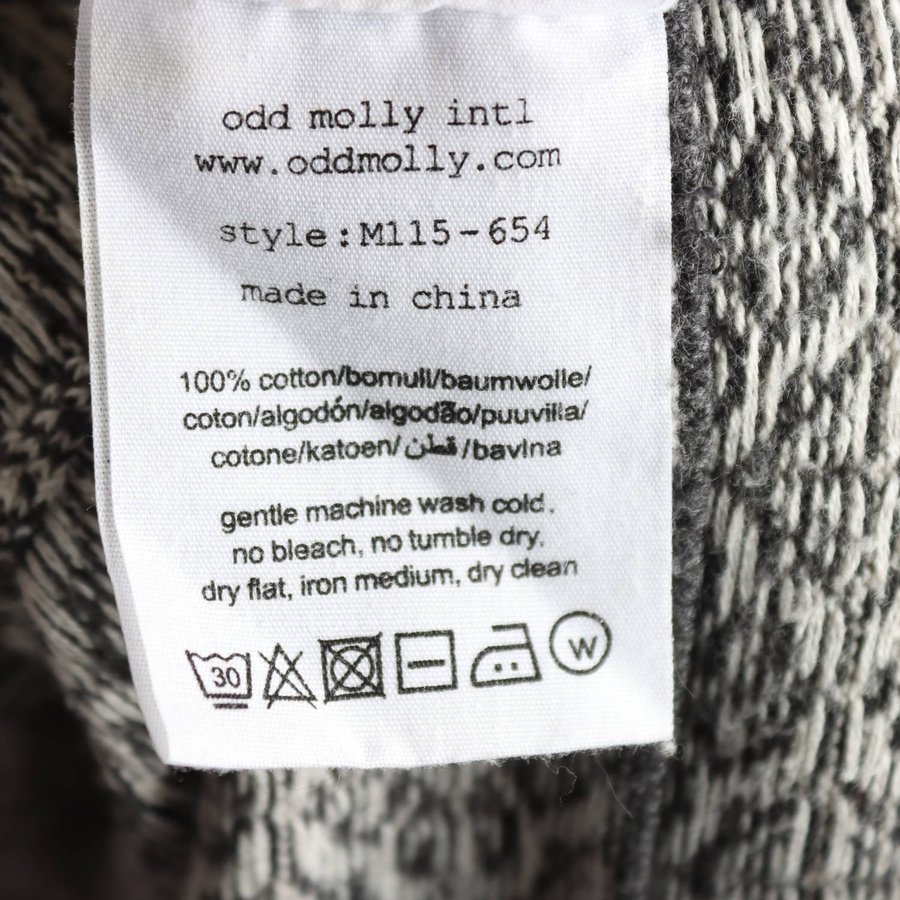 odd molly intl
www.oddmolly.com
style:M115-654
made in china
100% cotton/bomull/baumwolle/
coton/algodón/algodão/puuvilla/
cotone/katoen/قطن/bavlna
gentle machine wash cold.
no bleach, no tumble dry.
dry flat, iron medium, dry clean
30 W